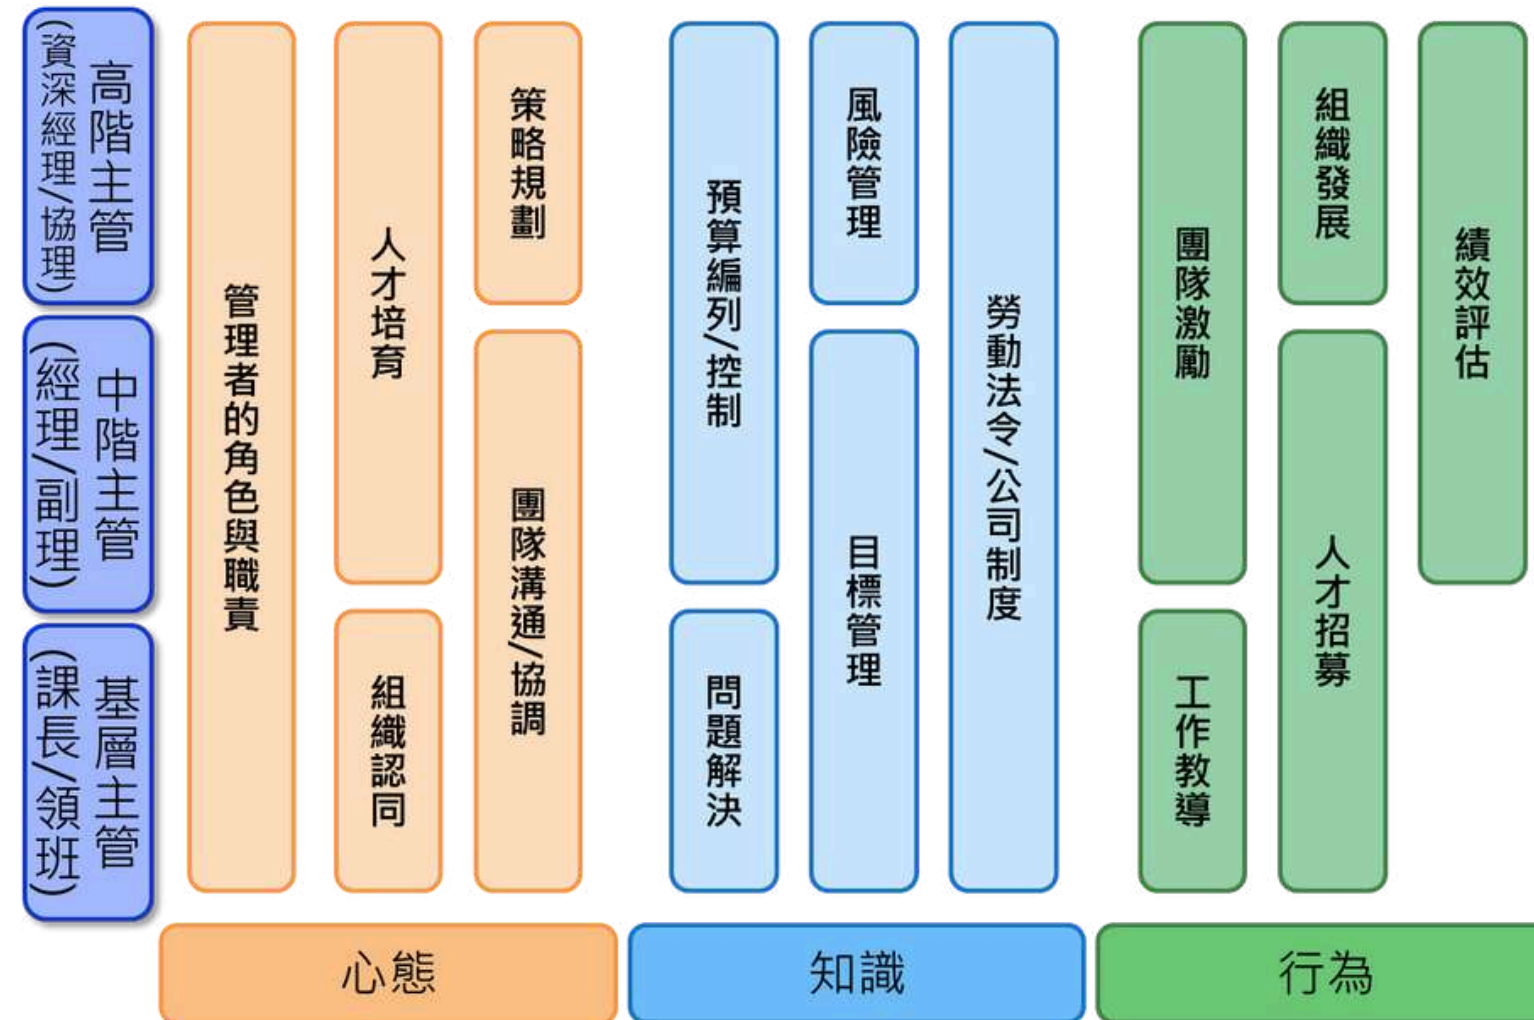 高階主管
(資深經理/協理)
中階主管
(經理/副理)
基層主管
(課長/領班)
管理者的角色與職責
人才培育
組織認同
策略規劃
團隊溝通/協調
預算編列/控制
問題解決
風險管理
目標管理
勞動法令/公司制度
團隊激勵
工作教導
組織發展
人才招募
績效評估
心態
知識
行為